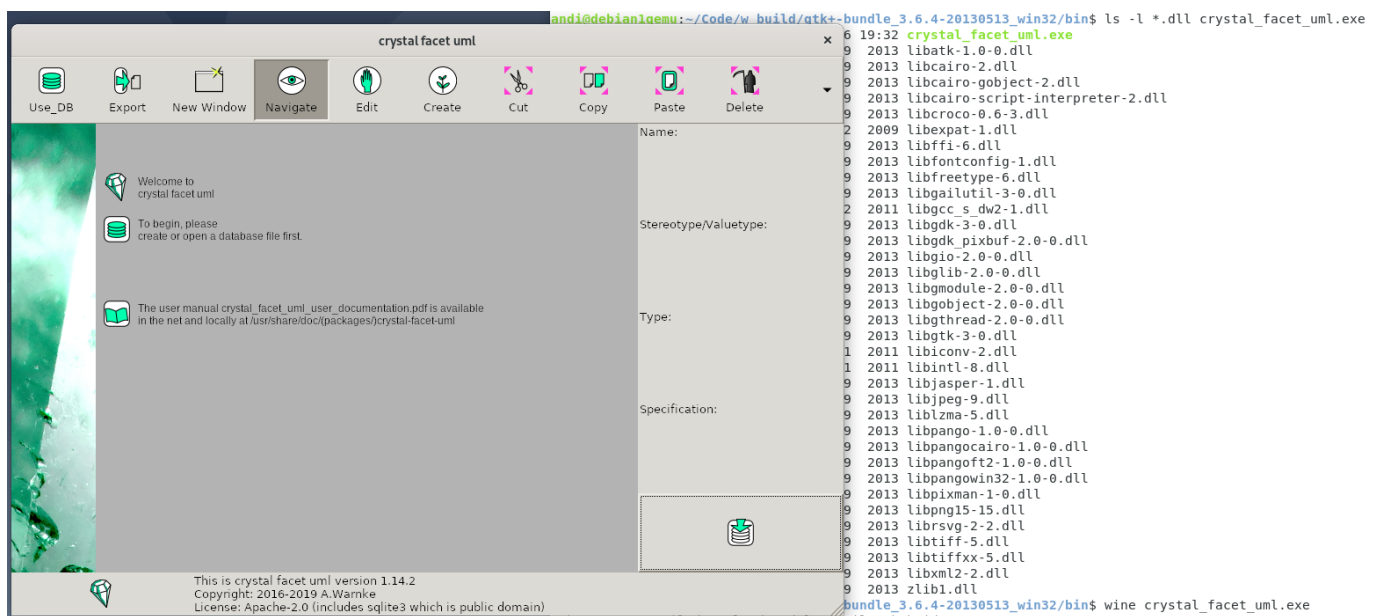 andi@debian1qemu:~/Code/w_build/gtk+-bundle_3.6.4-20130513_win32/bin$ ls -l *.dll crystal_facet_uml.exe
crystal facet uml
×
Use_DB Export New Window Navigate Edit Create Cut Copy Paste Delete
Welcome to
crystal facet uml
To begin, please
create or open a database file first.
The user manual crystal_facet_uml_user_documentation.pdf is available
in the net and locally at /usr/share/doc/(packages/)crystal-facet-uml
Name:
Stereotype/Valuetype:
Type:
Specification:
This is crystal facet uml version 1.14.2
Copyright: 2016-2019 A.Warnke
License: Apache-2.0 (includes sqlite3 which is public domain)
6 19:32 crystal_facet_uml.exe
9 2013 libatk-1.0-0.dll
9 2013 libcairo-2.dll
9 2013 libcairo-gobject-2.dll
9 2013 libcairo-script-interpreter-2.dll
9 2013 libcroco-0.6-3.dll
2 2009 libexpat-1.dll
9 2013 libffi-6.dll
9 2013 libfontconfig-1.dll
9 2013 libfreetype-6.dll
9 2013 libgailutil-3-0.dll
2 2011 libgcc_s_dw2-1.dll
9 2013 libgdk-3-0.dll
9 2013 libgdk_pixbuf-2.0-0.dll
9 2013 libgio-2.0-0.dll
9 2013 libglib-2.0-0.dll
9 2013 libgmodule-2.0-0.dll
9 2013 libgobject-2.0-0.dll
9 2013 libgthread-2.0-0.dll
9 2013 libgtk-3-0.dll
1 2011 libiconv-2.dll
1 2011 libintl-8.dll
9 2013 libjasper-1.dll
9 2013 libjpeg-9.dll
9 2013 liblzma-5.dll
9 2013 libpango-1.0-0.dll
9 2013 libpangocairo-1.0-0.dll
9 2013 libpangoft2-1.0-0.dll
9 2013 libpangowin32-1.0-0.dll
9 2013 libpixman-1-0.dll
9 2013 libpng15-15.dll
9 2013 librsvg-2-2.dll
9 2013 libtiff-5.dll
9 2013 libtiffxx-5.dll
9 2013 libxml2-2.dll
9 2013 zlib1.dll
bundle_3.6.4-20130513_win32/bin$ wine crystal_facet_uml.exe